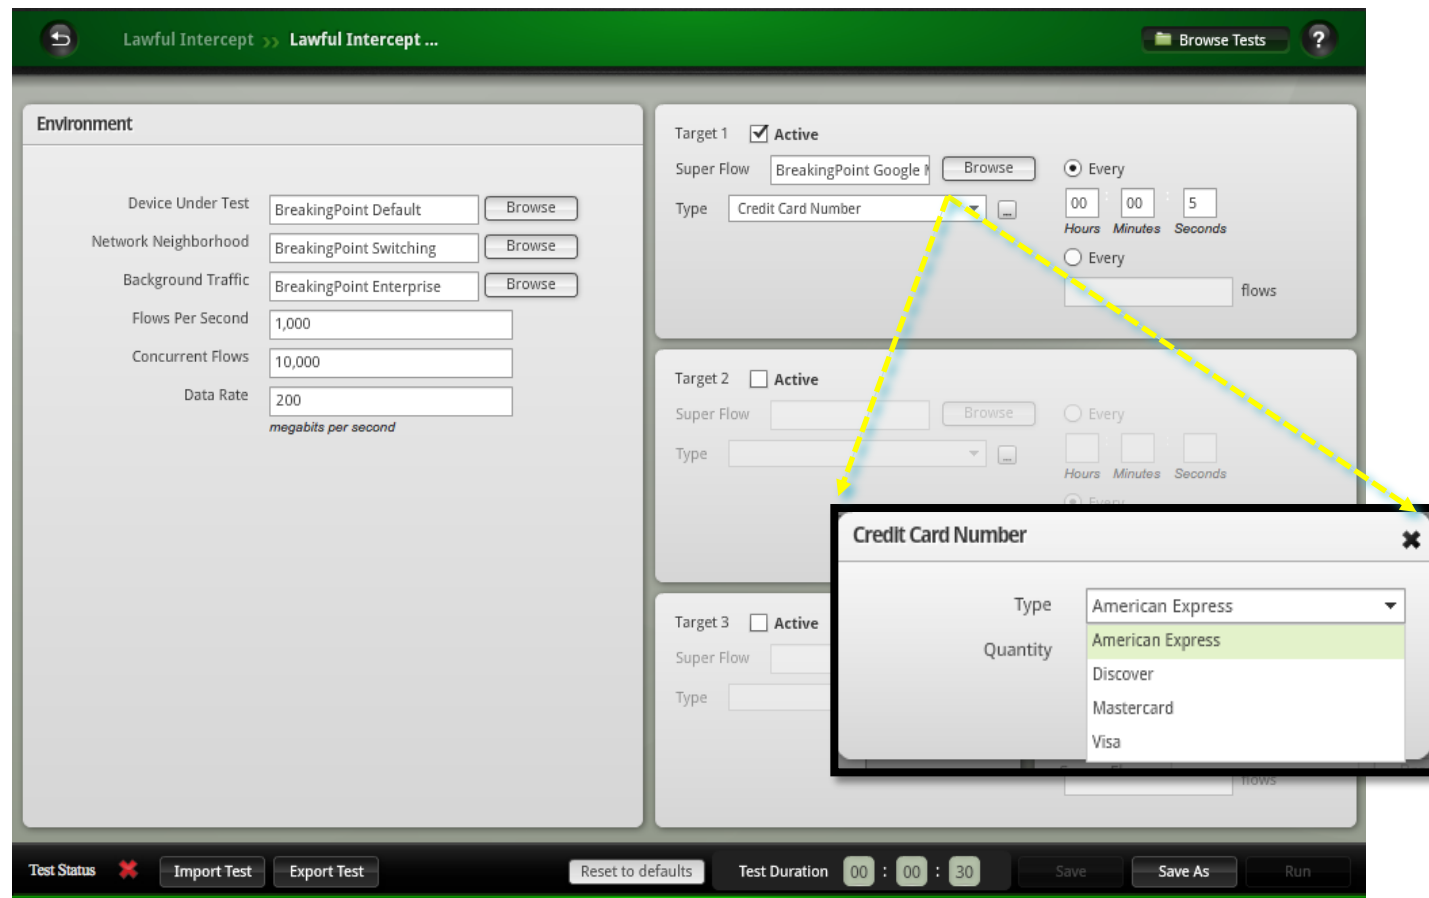 Lawful Intercept >> Lawful Intercept ...
Browse Tests ?
Environment
Device Under Test BreakingPoint Default Browse
Network Neighborhood BreakingPoint Switching Browse
Background Traffic BreakingPoint Enterprise Browse
Flows Per Second 1,000
Concurrent Flows 10,000
Data Rate 200
megabits per second
Target 1 Active
Super Flow BreakingPoint Google Browse
Type Credit Card Number ...
Every
00 : 00 : 5
Hours Minutes Seconds
Every
flows
Target 2 Active
Super Flow Browse
Type ...
Every
Hours Minutes Seconds
Every
Target 3 Active
Super Flow
Type
flows
Credit Card Number
Type American Express
Quantity
American Express
Discover
Mastercard
Visa
Test Status Import Test Export Test Reset to defaults Test Duration 00 : 00 : 30 Save Save As Run